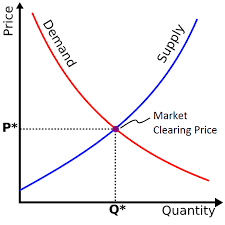 Price
Demand
Supply
Market
Clearing Price
P*
Q*
Quantity